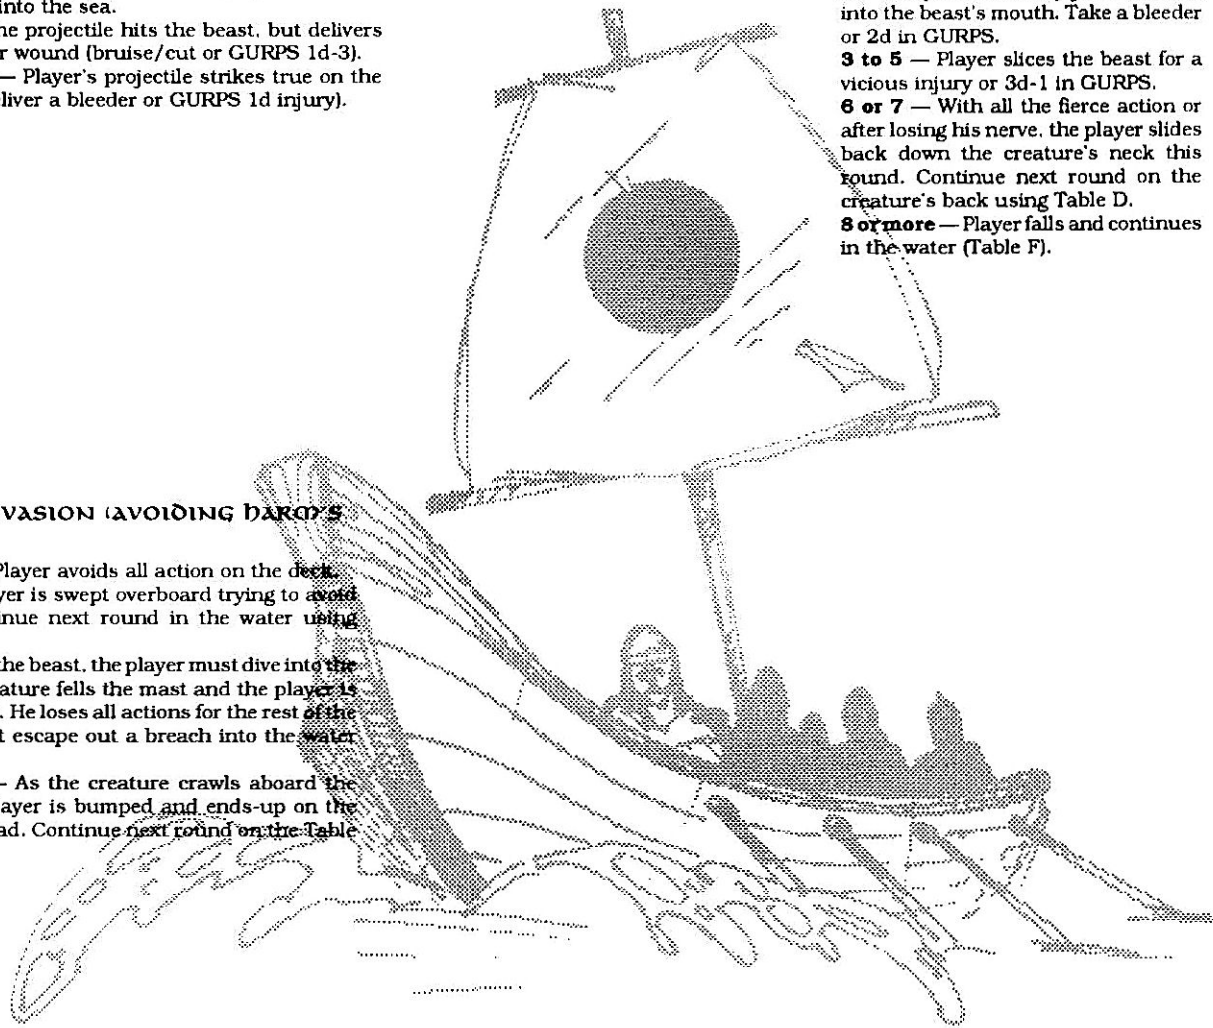 into the sea.
ne projectile hits the beast, but delivers
r wound (bruise/cut or GURPS 1d-3).
— Player's projectile strikes true on the
liver a bleeder or GURPS 1d injury).
VASION (AVOIDING HARM'S
Player avoids all action on the deck.
yer is swept overboard trying to avoid
inue next round in the water using
the beast, the player must dive into the
ature fells the mast and the player is
. He loses all actions for the rest of the
t escape out a breach into the water
– As the creature crawls aboard the
ayer is bumped and ends-up on the
ad. Continue next round on the Table
into the beast's mouth. Take a bleeder
or 2d in GURPS.
3 to 5 — Player slices the beast for a
vicious injury or 3d-1 in GURPS.
6 or 7 — With all the fierce action or
after losing his nerve, the player slides
back down the creature's neck this
round. Continue next round on the
creature's back using Table D.
8 or more — Player falls and continues
in the water (Table F).